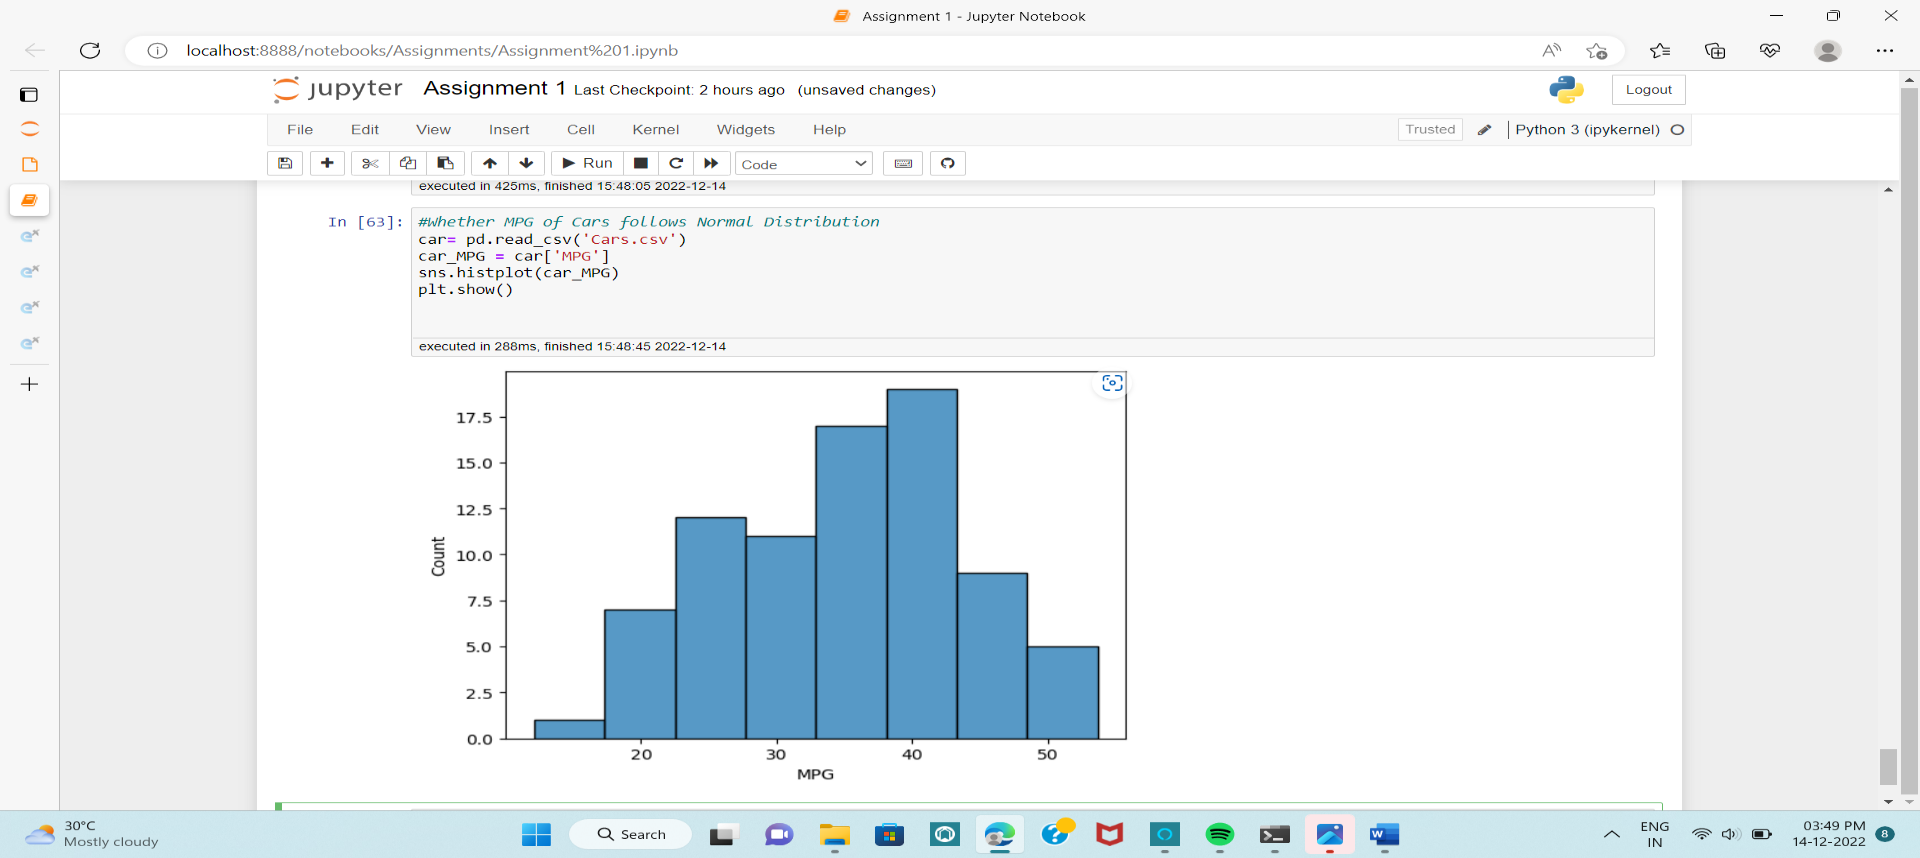 Assignment 1 - Jupyter Notebook
localhost:8888/notebooks/Assignments/Assignment%201.ipynb
jupyter Assignment 1 Last Checkpoint: 2 hours ago (unsaved changes)
Logout
File Edit View Insert Cell Kernel Widgets Help
Trusted Python 3 (ipykernel)
Run Code
executed in 425ms, finished 15:48:05 2022-12-14
In [63]: #Whether MPG of Cars follows Normal Distribution
car= pd.read_csv('Cars.csv')
car_MPG = car['MPG']
sns.histplot(car_MPG)
plt.show()
executed in 288ms, finished 15:48:45 2022-12-14
17.5
15.0
12.5
10.0
7.5
5.0
2.5
0.0
Count
20 30 40 50
MPG
30°C
Mostly cloudy
Search
ENG
IN
03:49 PM
14-12-2022
8